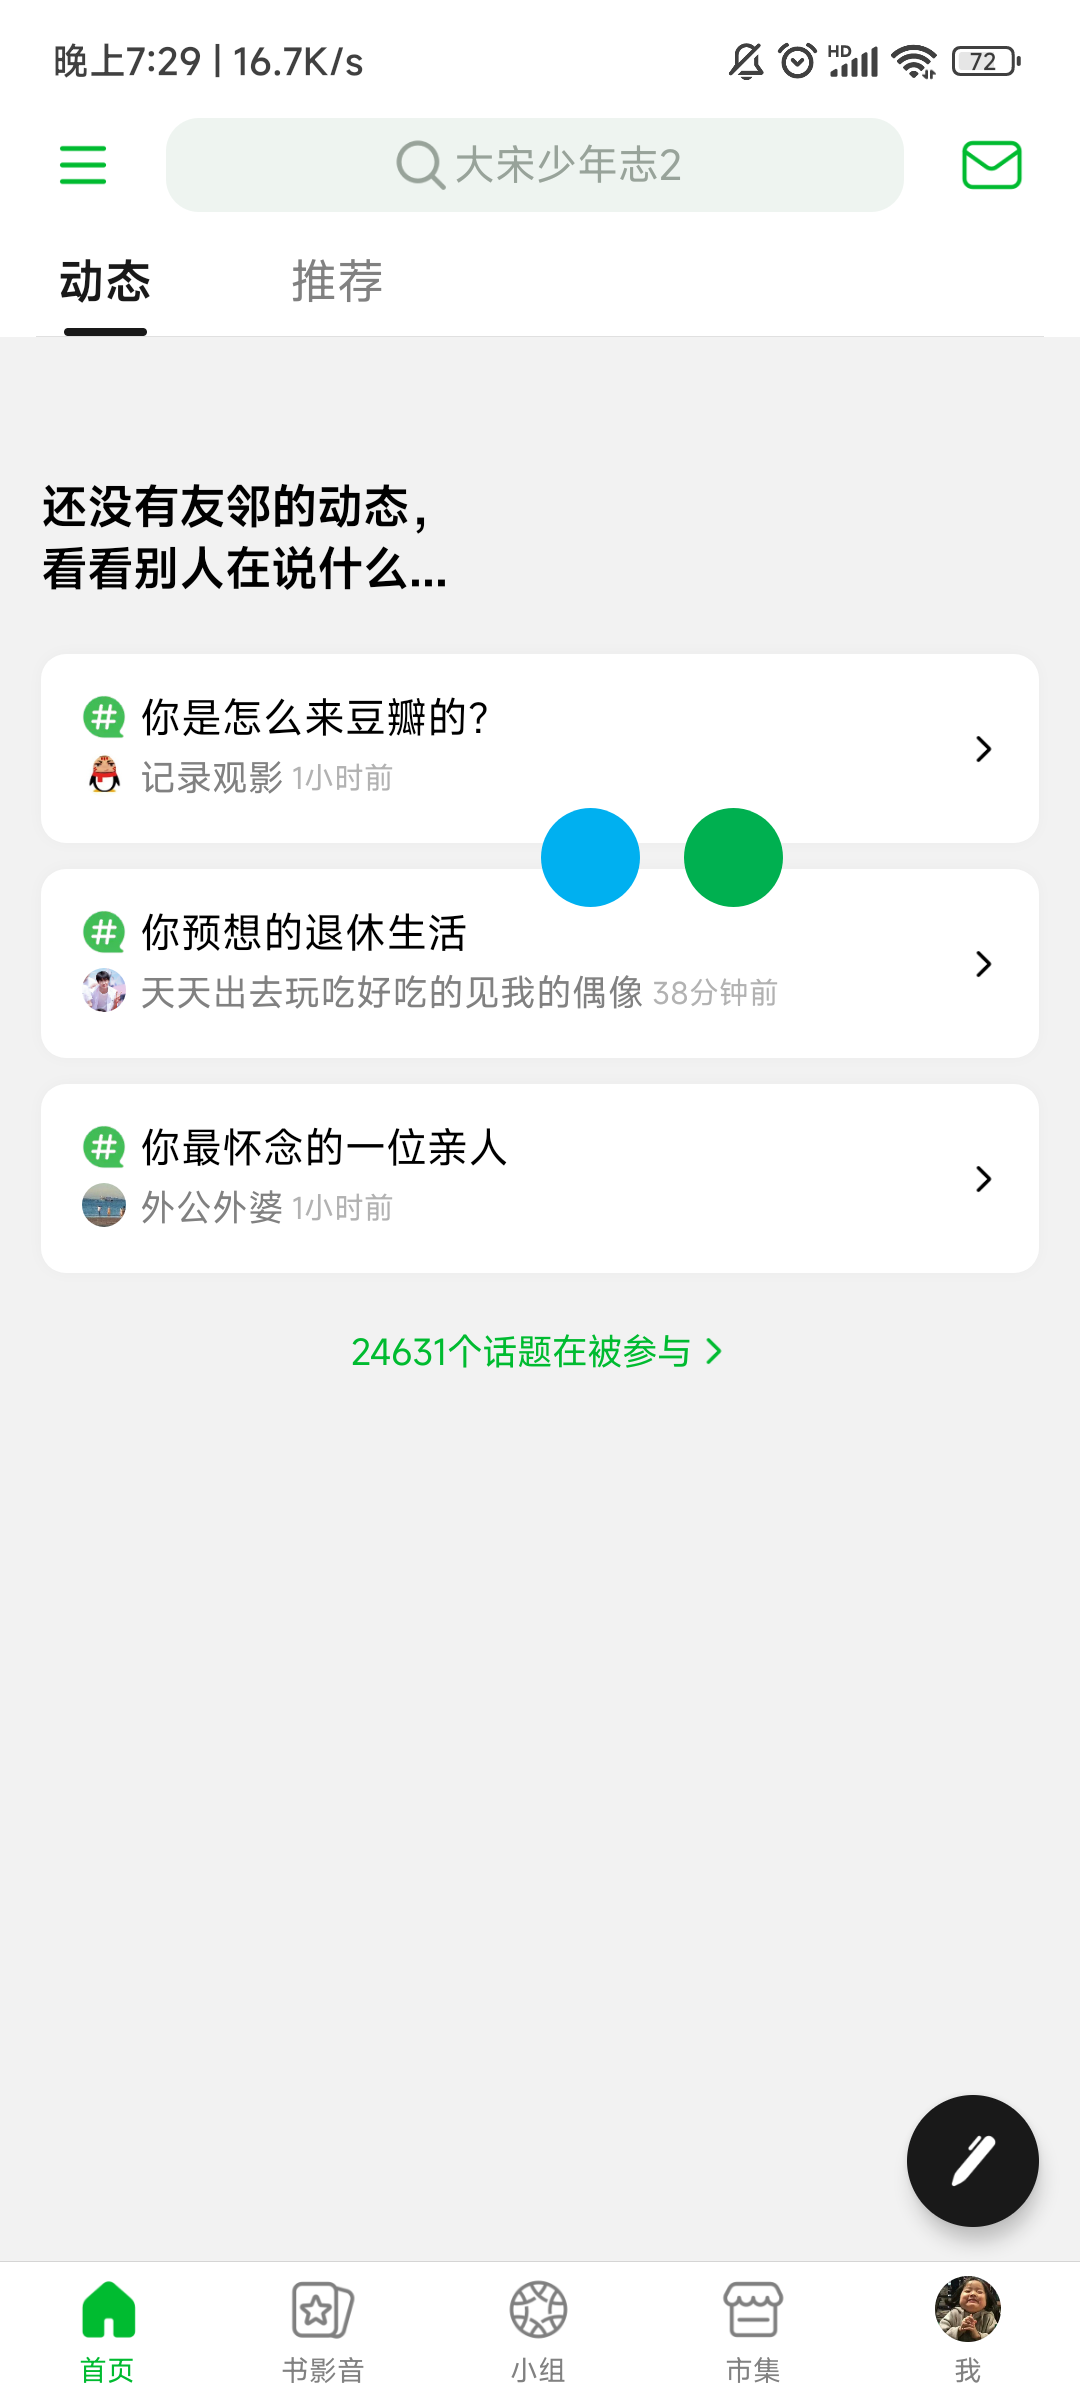 晚上7:29 | 16.7K/s
HD
72
大宋少年志2
动态 推荐
还没有友邻的动态，
看看别人在说什么...
你是怎么来豆瓣的？
记录观影 1小时前
你预想的退休生活
天天出去玩吃好吃的见我的偶像 38分钟前
你最怀念的一位亲人
外公外婆 1小时前
24631个话题在被参与
首页 书影音 小组 市集 我